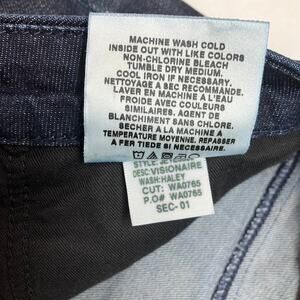 MACHINE WASH COLD
INSIDE OUT WITH LIKE COLORS
NON-CHLORINE BLEACH
TUMBLE DRY MEDIUM.
COOL IRON IF NECESSARY.
NETTOYAGE A SEC RECOMMANDE.
LAVER EN MACHINE A L'EAU
FROIDE AVEC COULEURS
SIMILAIRES. AGENT DE
BLANCHIMENT SANS CHLORE.
SECHER A LA MACHINE A
TEMPERATURE MOYENNE. REPASSER
A FER TIEDE SI NECESSAIRE.
STYLE:
DESC:VISIONAIRE
WASH:HALEY
CUT: WA0765
P.O# WA0765
SEC-01